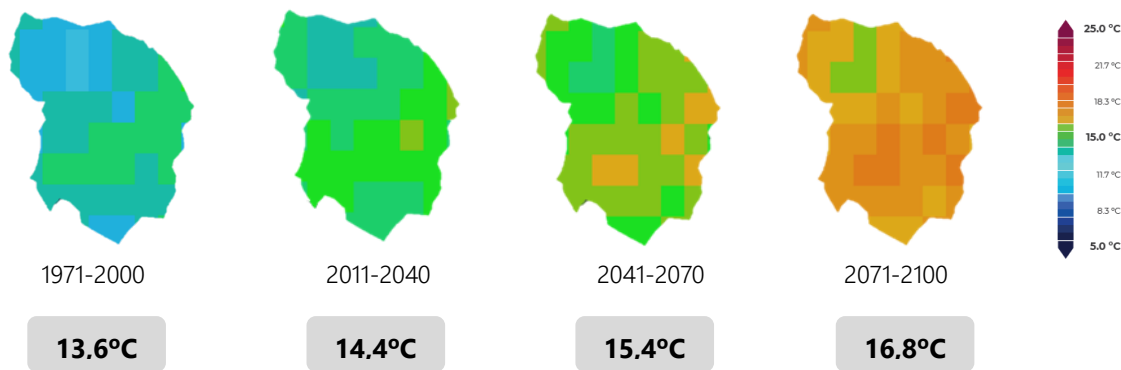 25.0 ºC
21.7 ºC
18.3 ºC
15.0 ºC
11.7 ºC
8.3 ºC
5.0 ºC
1971-2000
2011-2040
2041-2070
2071-2100
13,6ºC
14,4ºC
15,4ºC
16,8ºC